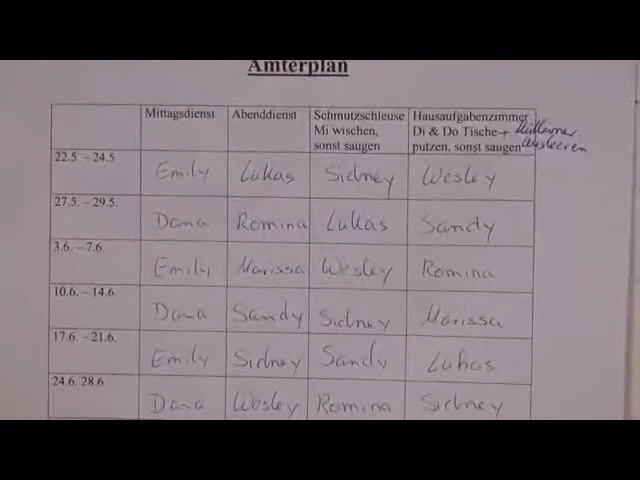 Ämterplan
Mittagsdienst Abenddienst Schmutzschleuse Hausaufgabenzimmer
Mi wischen, Di & Do Tische+ Mülleimer
sonst saugen putzen, sonst saugen ausleeren
22.5. – 24.5 Emily Lukas Sidney Wesley
27.5. – 29.5. Dana Romina Lukas Sandy
3.6. – 7.6. Emily Marissa Wesley Romina
10.6. – 14.6. Dana Sandy Sidney Marissa
17.6. – 21.6. Emily Sidney Sandy Lukas
24.6. 28.6. Dana Wesley Romina Sidney